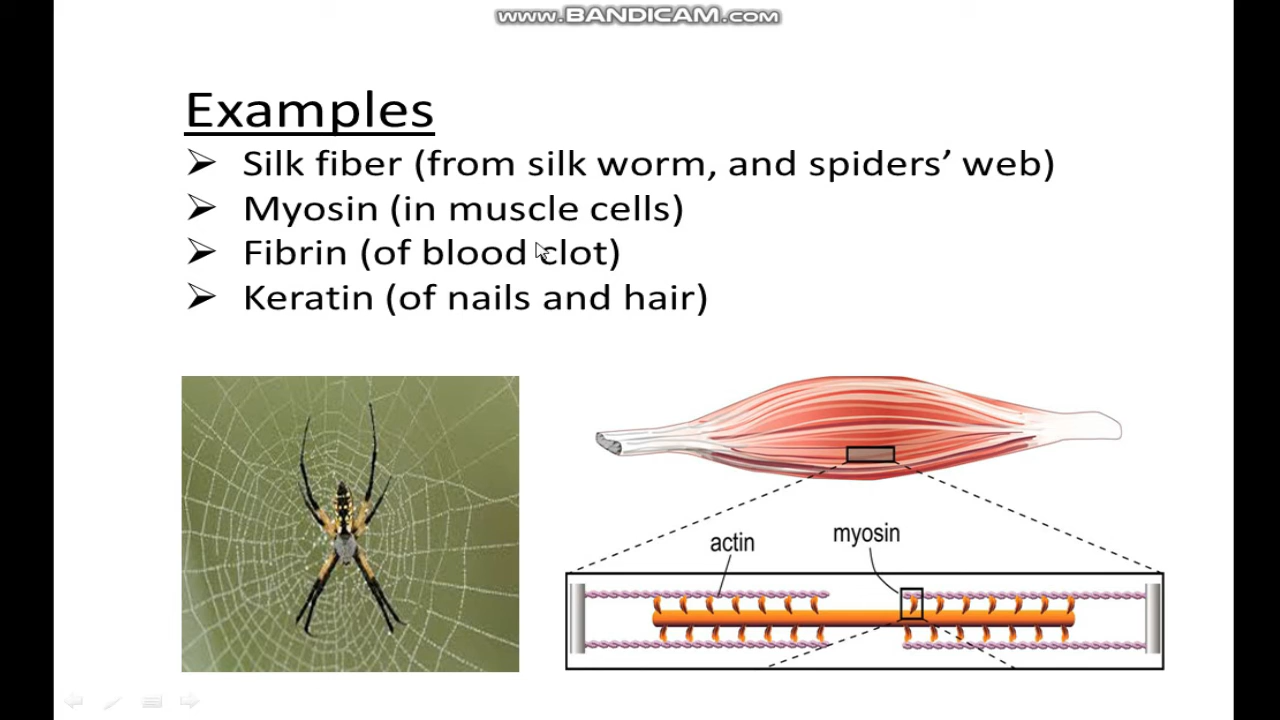 www.BANDICAM.com
Examples
Silk fiber (from silk worm, and spiders’ web)
Myosin (in muscle cells)
Fibrin (of blood clot)
Keratin (of nails and hair)
actin
myosin